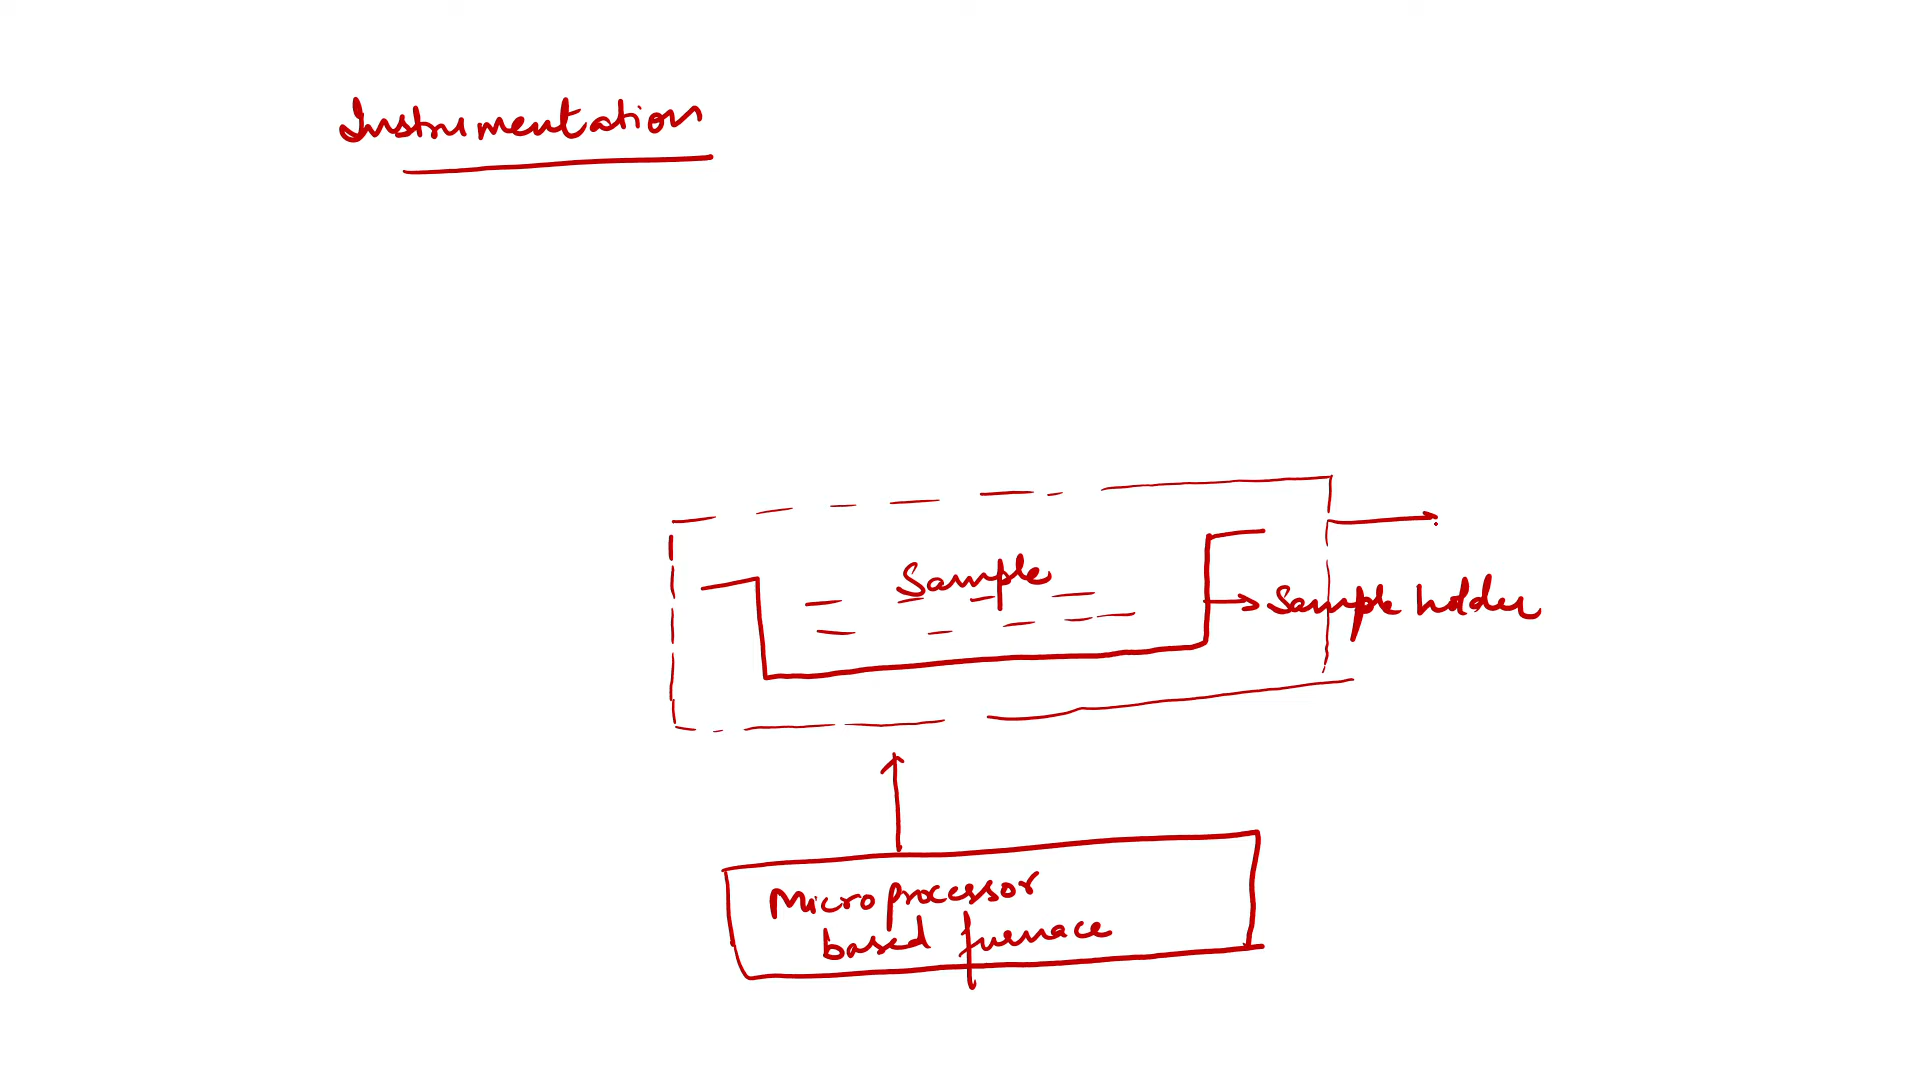 Instrumentation
Sample
Sample holder
Microprocessor
based furnace